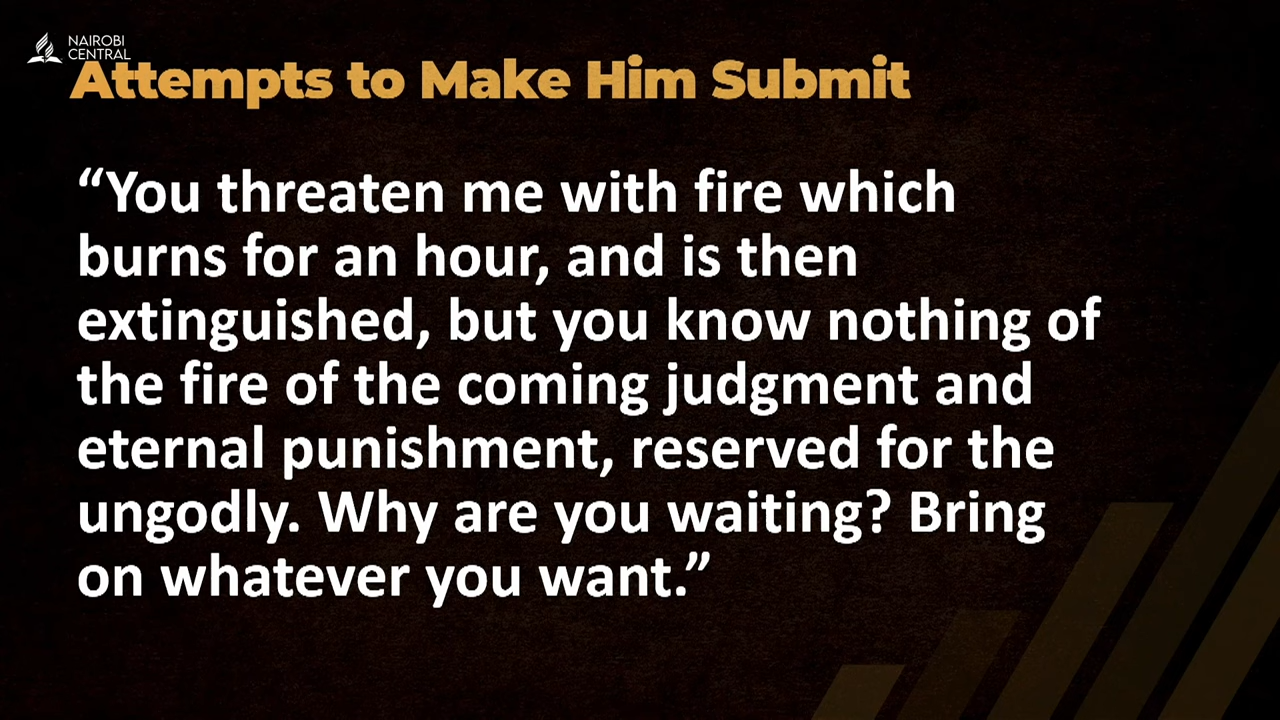 NAIROBI
CENTRAL
Attempts to Make Him Submit
“You threaten me with fire which
burns for an hour, and is then
extinguished, but you know nothing of
the fire of the coming judgment and
eternal punishment, reserved for the
ungodly. Why are you waiting? Bring
on whatever you want.”